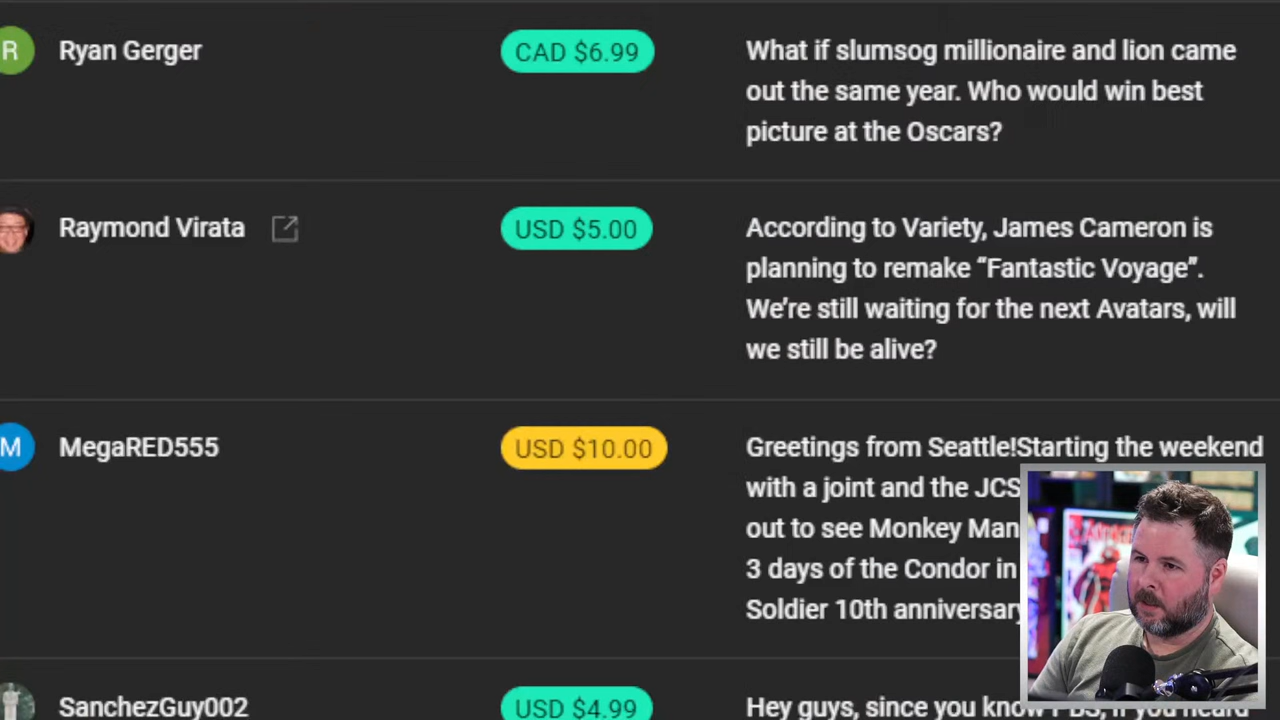 R
Ryan Gerger
CAD $6.99
What if slumsog millionaire and lion came
out the same year. Who would win best
picture at the Oscars?
Raymond Virata
USD $5.00
According to Variety, James Cameron is
planning to remake “Fantastic Voyage”.
We’re still waiting for the next Avatars, will
we still be alive?
M
MegaRED555
USD $10.00
Greetings from Seattle!Starting the weekend
with a joint and the JCS
out to see Monkey Man
3 days of the Condor in
Soldier 10th anniversary
SanchezGuy002
USD $4.99
Hey guys, since you know PBS, if you heard